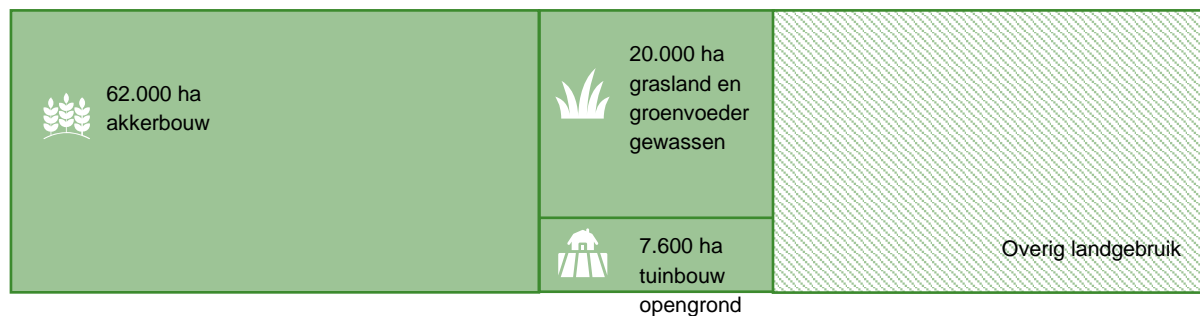 62.000 ha
akkerbouw
20.000 ha
grasland en
groenvoeder
gewassen
7.600 ha
tuinbouw
opengrond
Overig landgebruik